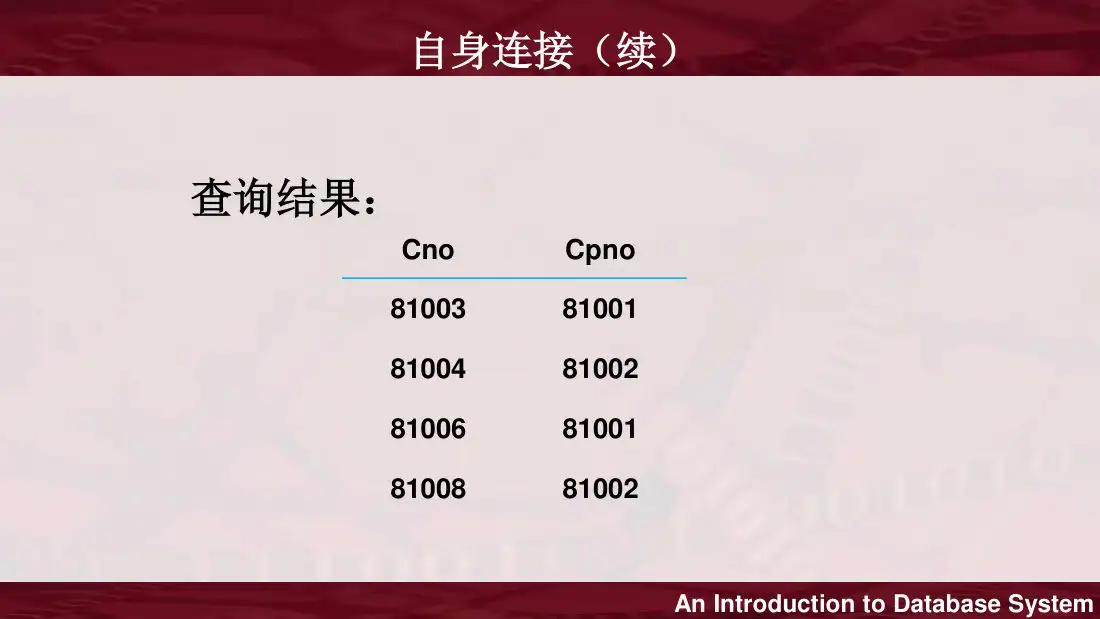 自身连接（续）
查询结果：
Cno Cpno
81003 81001
81004 81002
81006 81001
81008 81002
An Introduction to Database System